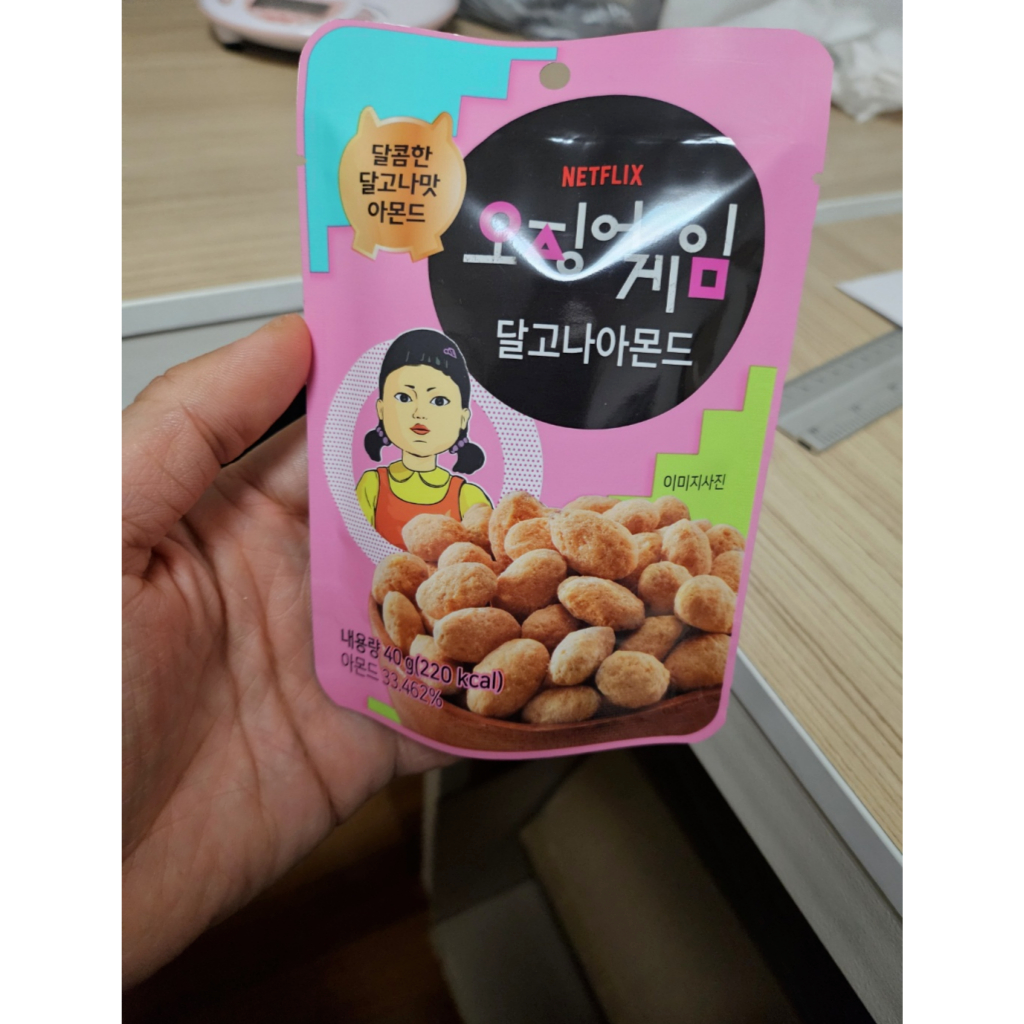 달콤한
달고나맛
아몬드
NETFLIX
오징어게임
달고나아몬드
이미지사진
내용량 40 g(220 kcal)
아몬드 33.462%